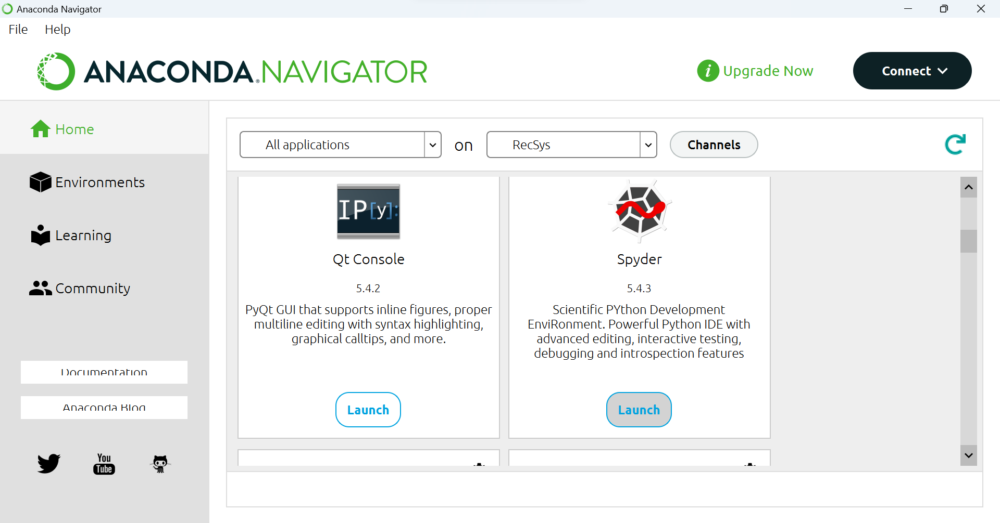 Anaconda Navigator
File Help
ANACONDA.NAVIGATOR
i Upgrade Now
Connect
Home
All applications on RecSys Channels
Environments
Learning
Community
IP[y]:
Qt Console
5.4.2
PyQt GUI that supports inline figures, proper
multiline editing with syntax highlighting,
graphical calltips, and more.
Launch
Spyder
5.4.3
Scientific PYthon Development
EnviRonment. Powerful Python IDE with
advanced editing, interactive testing,
debugging and introspection features
Launch
Documentation
Anaconda Blog
You
Tube